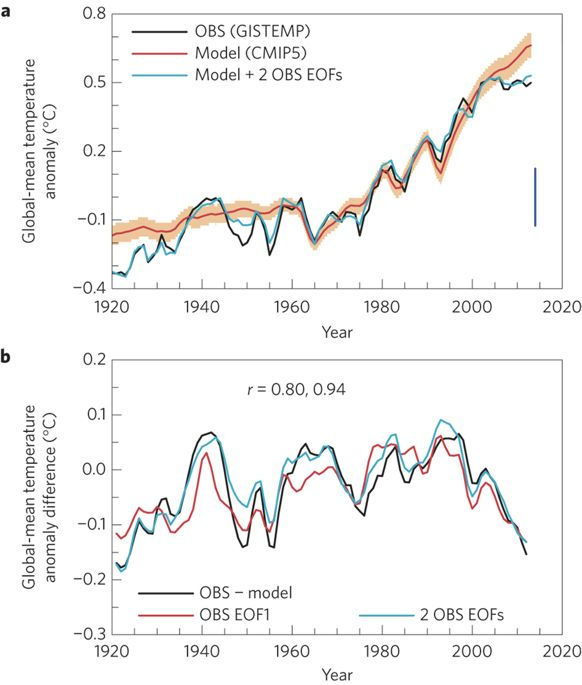 a
OBS (GISTEMP)
Model (CMIP5)
Model + 2 OBS EOFs
Global-mean temperature
anomaly (°C)
0.8
0.5
0.2
−0.1
−0.4
1920 1940 1960 1980 2000 2020
Year
b
r = 0.80, 0.94
Global-mean temperature
anomaly difference (°C)
0.2
0.1
0.0
−0.1
−0.2
−0.3
OBS − model
OBS EOF1 2 OBS EOFs
1920 1940 1960 1980 2000 2020
Year